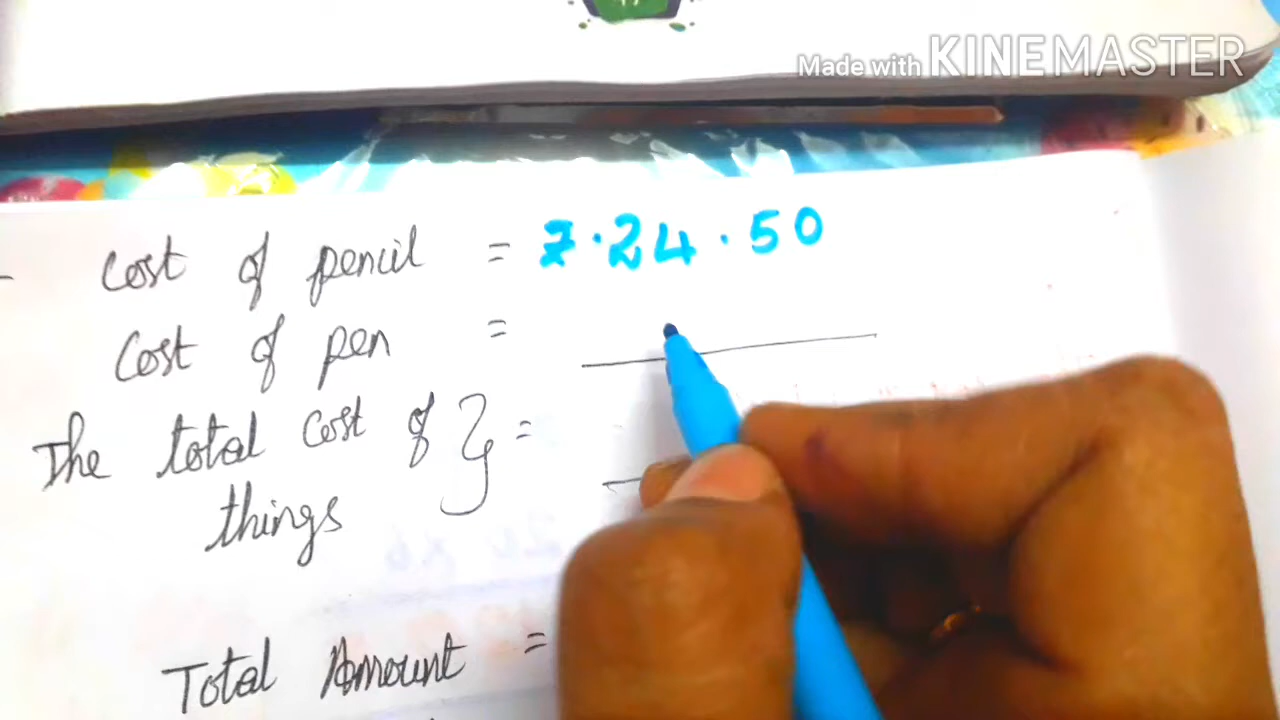 Made with KINEMASTER
Cost of pencil = ₹.24.50
Cost of pen =
The total cost of } =
things
Total Amount =